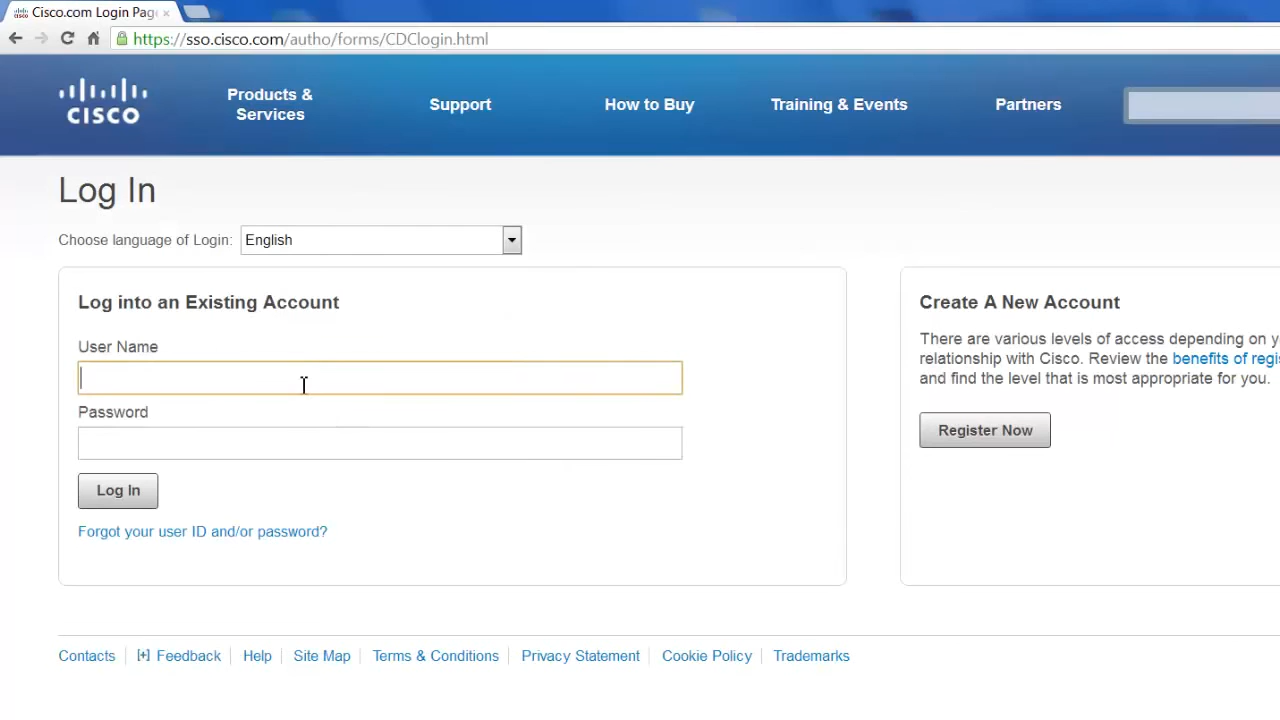 Cisco.com Login Pag
https://sso.cisco.com/autho/forms/CDClogin.html
CISCO
Products &
Services
Support
How to Buy
Training & Events
Partners
Log In
Choose language of Login:
English
Log into an Existing Account
User Name
Password
Log In
Forgot your user ID and/or password?
Create A New Account
There are various levels of access depending on y
relationship with Cisco. Review the benefits of regi
and find the level that is most appropriate for you.
Register Now
Contacts
[+] Feedback
Help
Site Map
Terms & Conditions
Privacy Statement
Cookie Policy
Trademarks